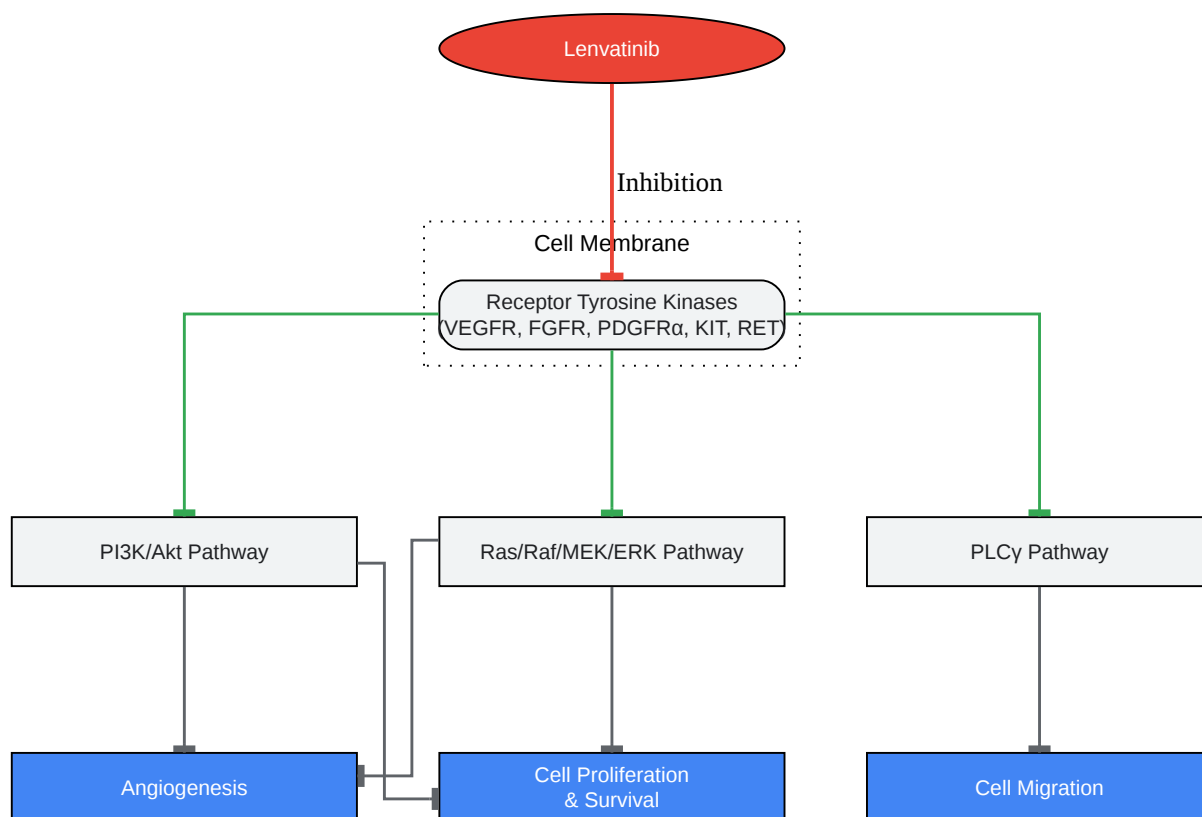 Lenvatinib
Inhibition
Cell Membrane
Receptor Tyrosine Kinases
(VEGFR, FGFR, PDGFRα, KIT, RET)
PI3K/Akt Pathway
Ras/Raf/MEK/ERK Pathway
PLCγ Pathway
Angiogenesis
Cell Proliferation
& Survival
Cell Migration